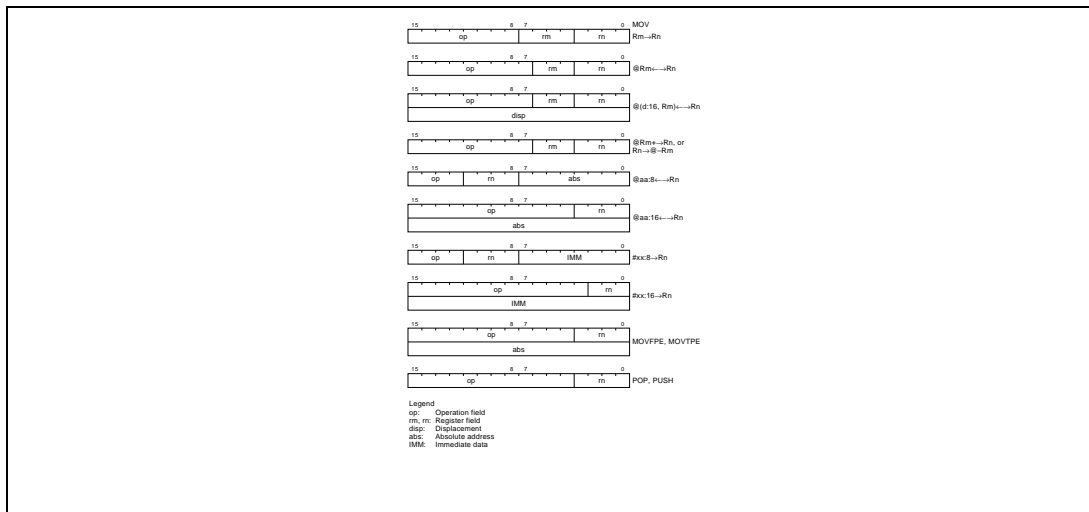 15 8 7 0 MOV
op rm rn Rm→Rn
15 8 7 0
op rm rn @Rm←→Rn
15 8 7 0
op rm rn
@(d:16, Rm)←→Rn
disp
15 8 7 0
op rm rn
@Rm+→Rn, or
Rn→@−Rm
15 8 7 0
op rn abs @aa:8←→Rn
15 8 7 0
op rn
@aa:16←→Rn
abs
15 8 7 0
op rn IMM #xx:8→Rn
15 8 7 0
op rn
#xx:16→Rn
IMM
15 8 7 0
op rn
MOVFPE, MOVTPE
abs
15 8 7 0
op rn POP, PUSH
Legend
op: Operation field
rm, rn: Register field
disp: Displacement
abs: Absolute address
IMM: Immediate data